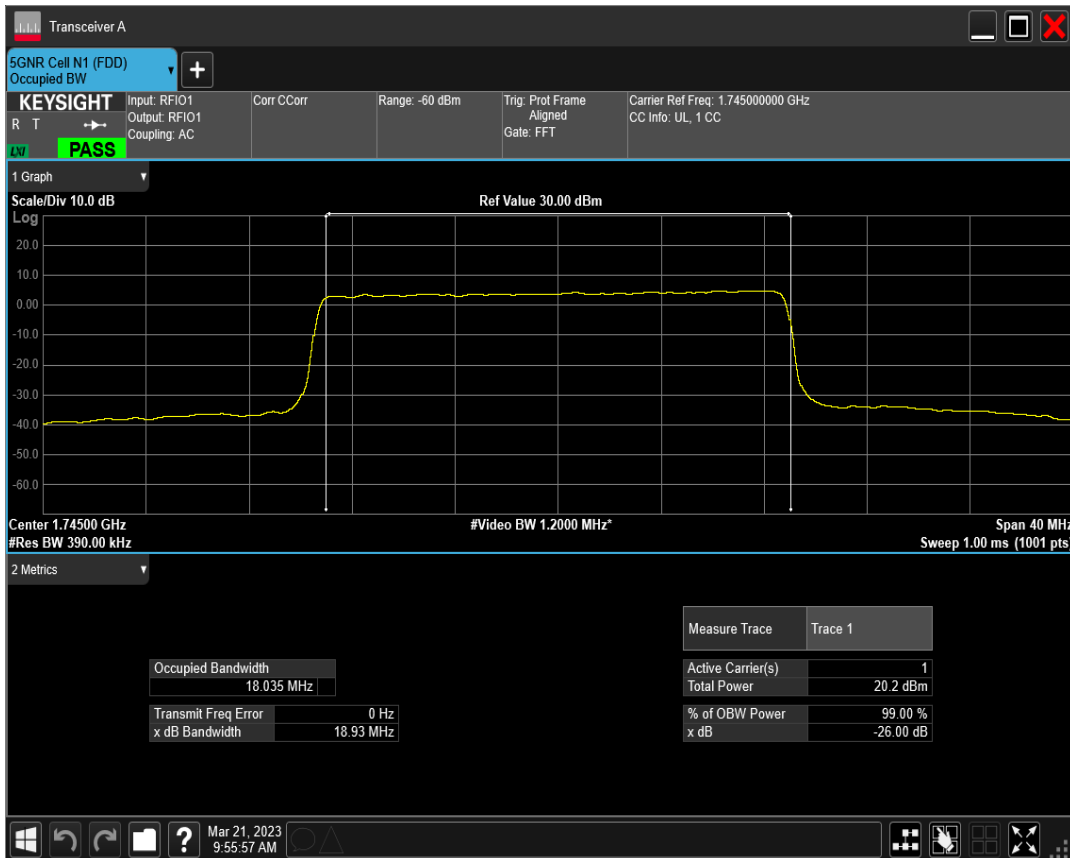 Transceiver A
5GNR Cell N1 (FDD)
Occupied BW
+
KEYSIGHT
R T
LXI
PASS
Input: RFIO1
Output: RFIO1
Coupling: AC
Corr CCorr
Range: -60 dBm
Trig: Prot Frame
Aligned
Gate: FFT
Carrier Ref Freq: 1.745000000 GHz
CC Info: UL, 1 CC
1 Graph
Scale/Div 10.0 dB
Ref Value 30.00 dBm
Log
20.0
10.0
0.00
-10.0
-20.0
-30.0
-40.0
-50.0
-60.0
Center 1.74500 GHz
#Video BW 1.2000 MHz*
Span 40 MHz
#Res BW 390.00 kHz
Sweep 1.00 ms (1001 pts)
2 Metrics
Measure Trace Trace 1
Occupied Bandwidth
18.035 MHz
Active Carrier(s) 1
Total Power 20.2 dBm
Transmit Freq Error 0 Hz
x dB Bandwidth 18.93 MHz
% of OBW Power 99.00 %
x dB -26.00 dB
?
Mar 21, 2023
9:55:57 AM